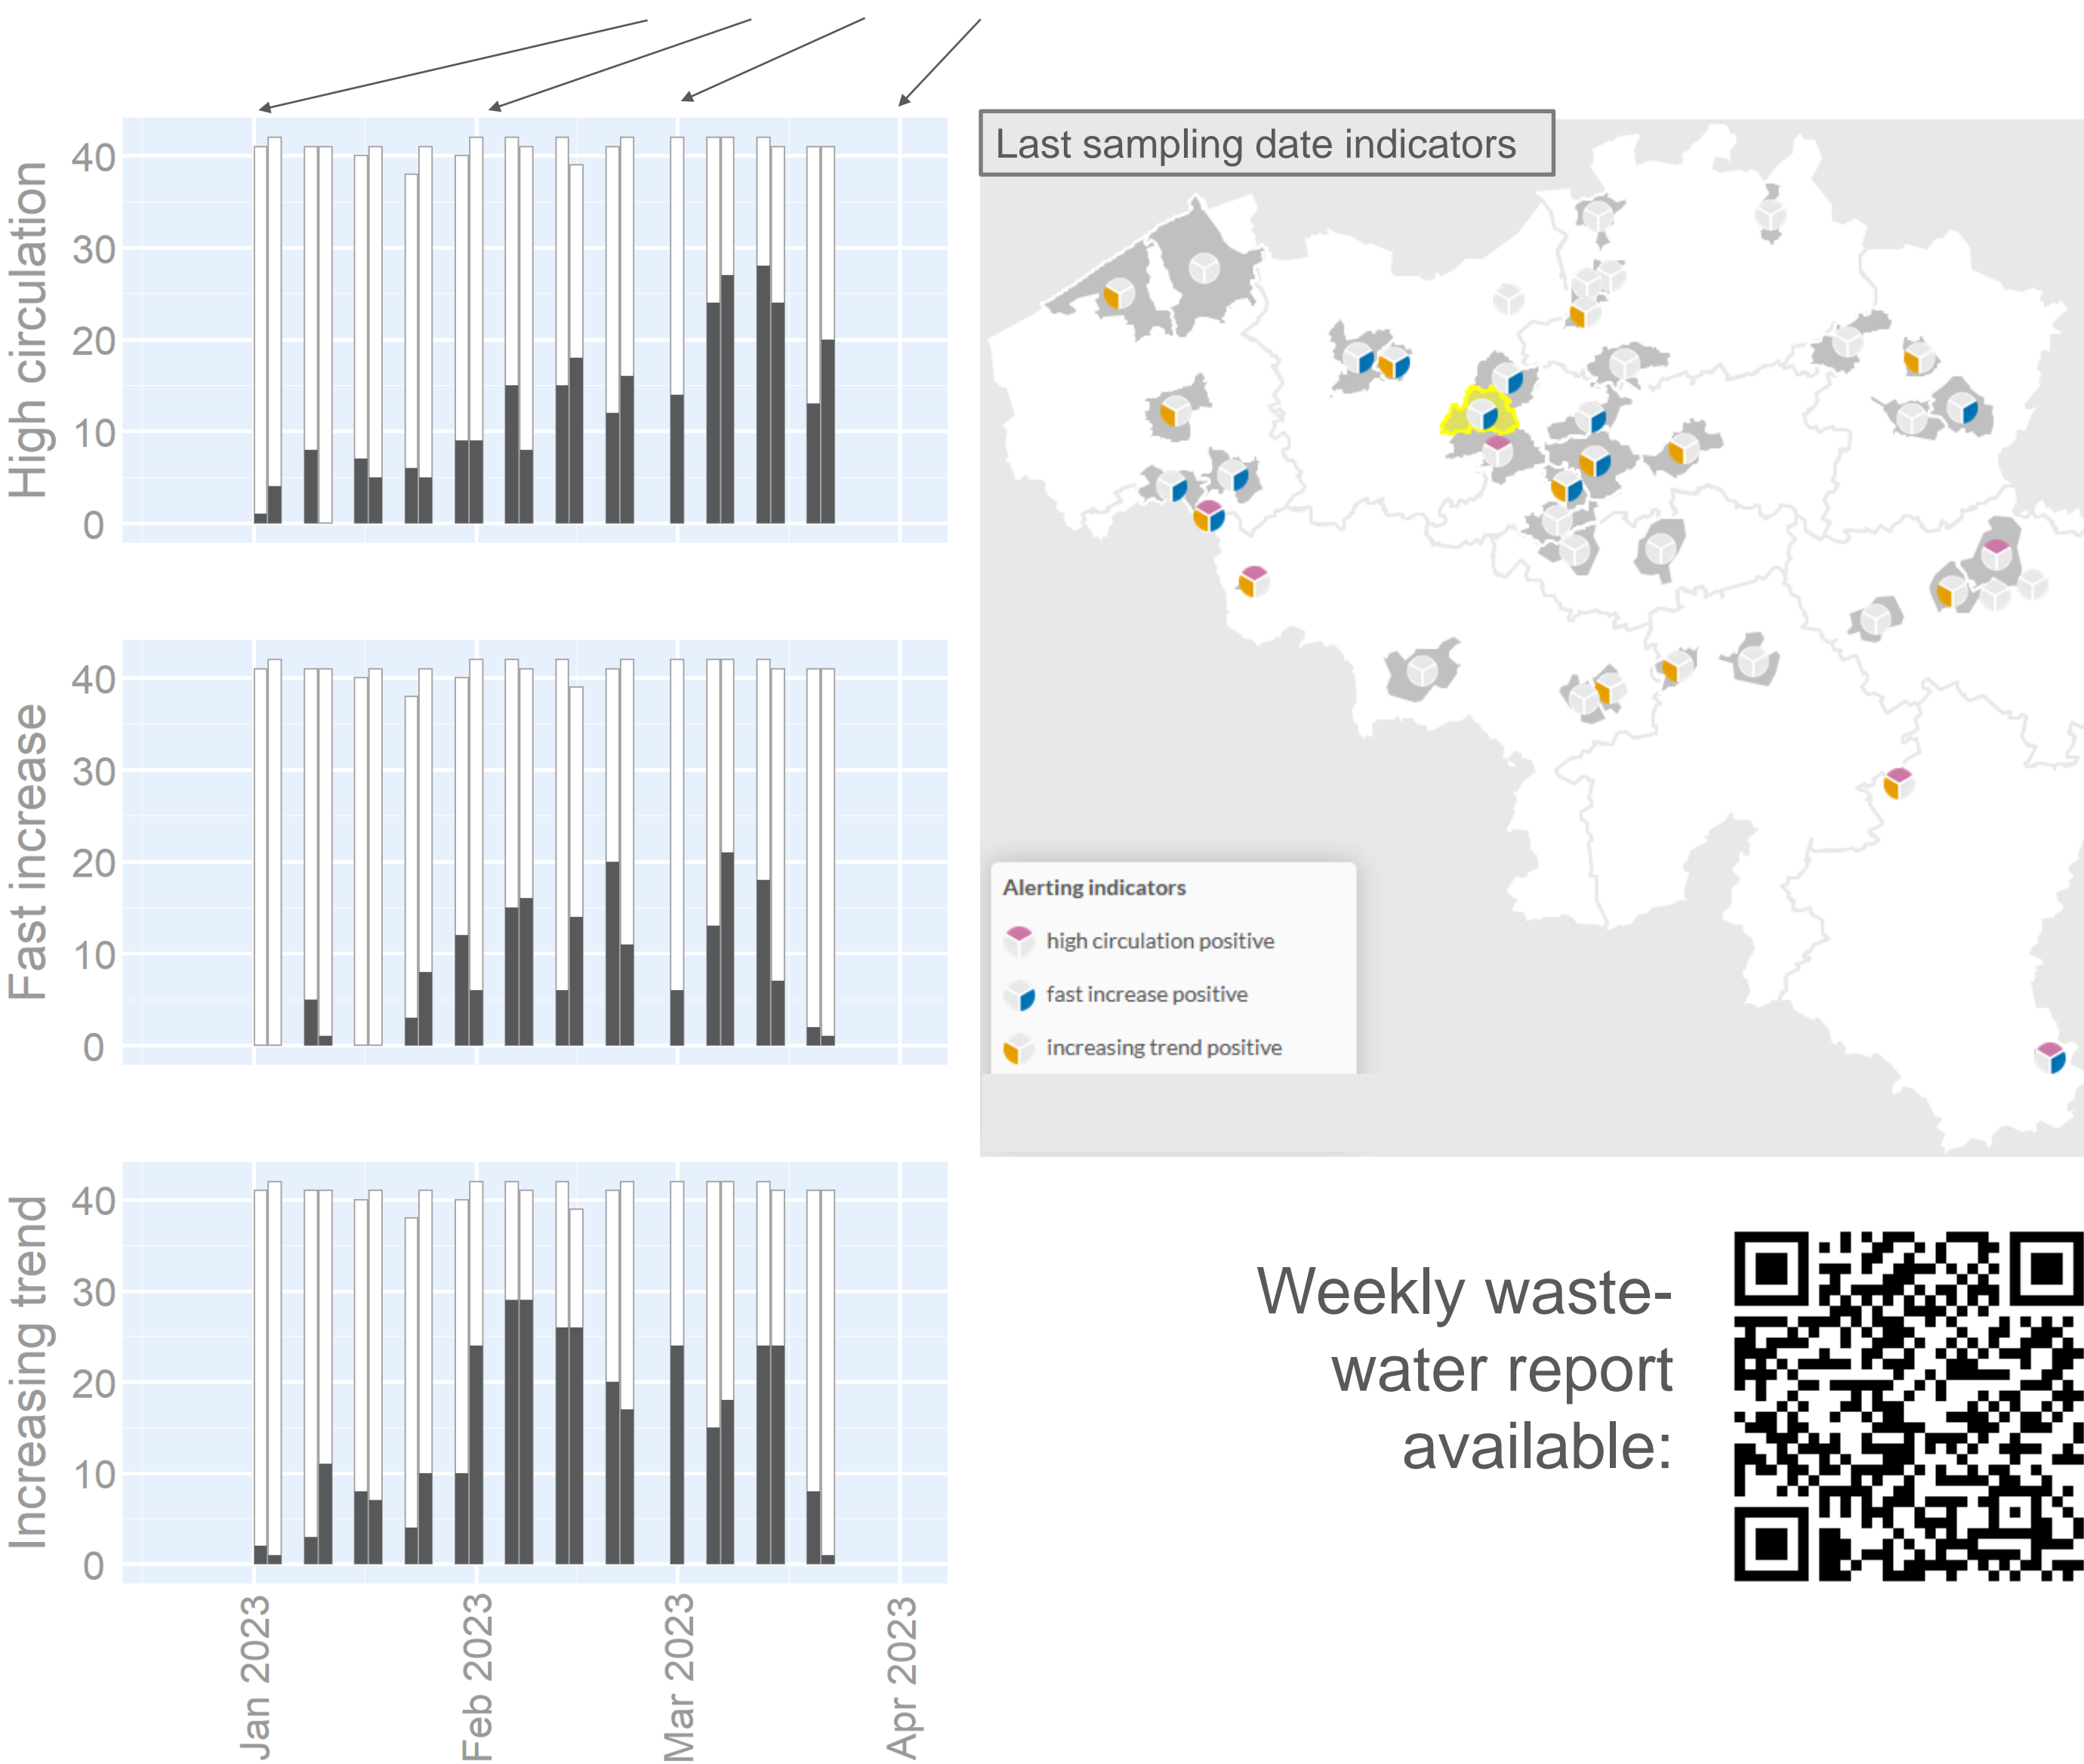 Last sampling date indicators
High circulation
40
30
20
10
0
Fast increase
40
30
20
10
0
Alerting indicators
high circulation positive
fast increase positive
increasing trend positive
Increasing trend
40
30
20
10
0
Jan 2023
Feb 2023
Mar 2023
Apr 2023
Weekly waste-
water report
available: